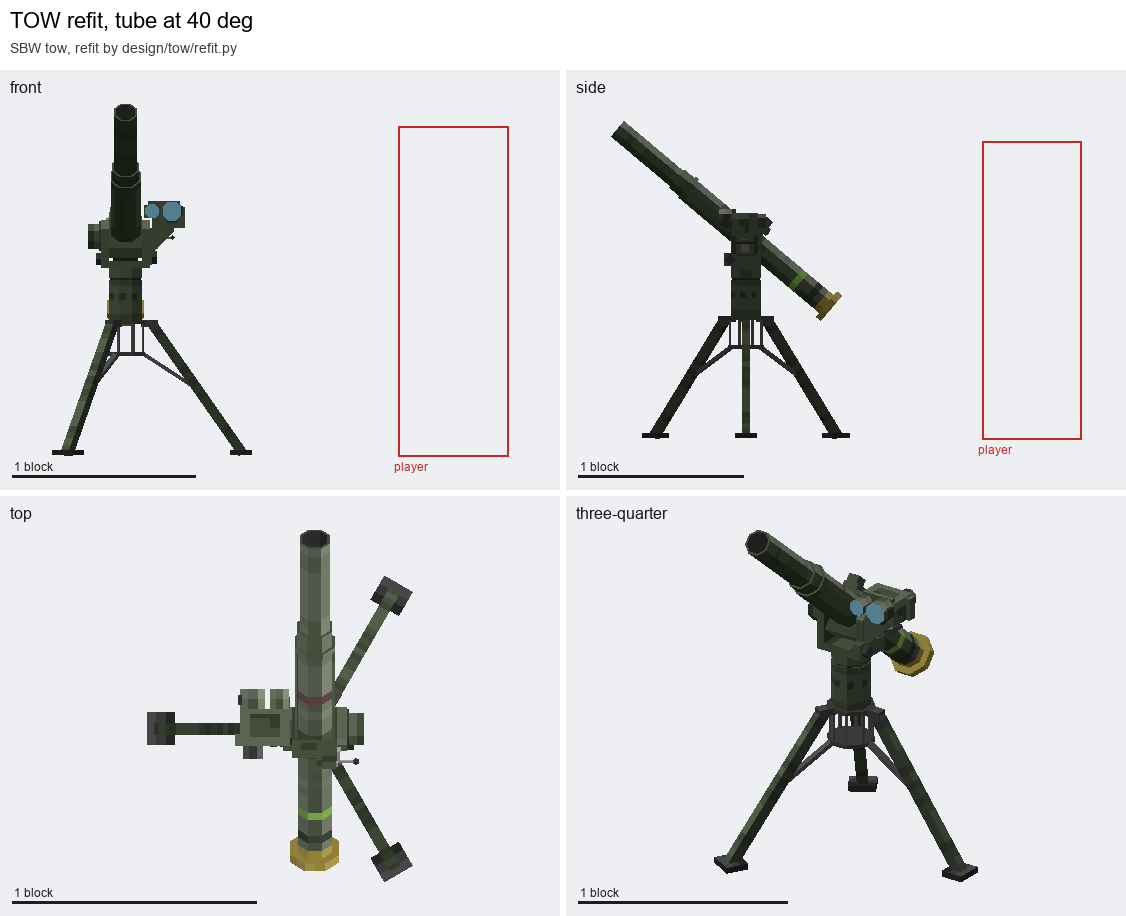 TOW refit, tube at 40 deg
SBW tow, refit by design/tow/refit.py
front
side
player
1 block
player
1 block
top
three-quarter
1 block
1 block